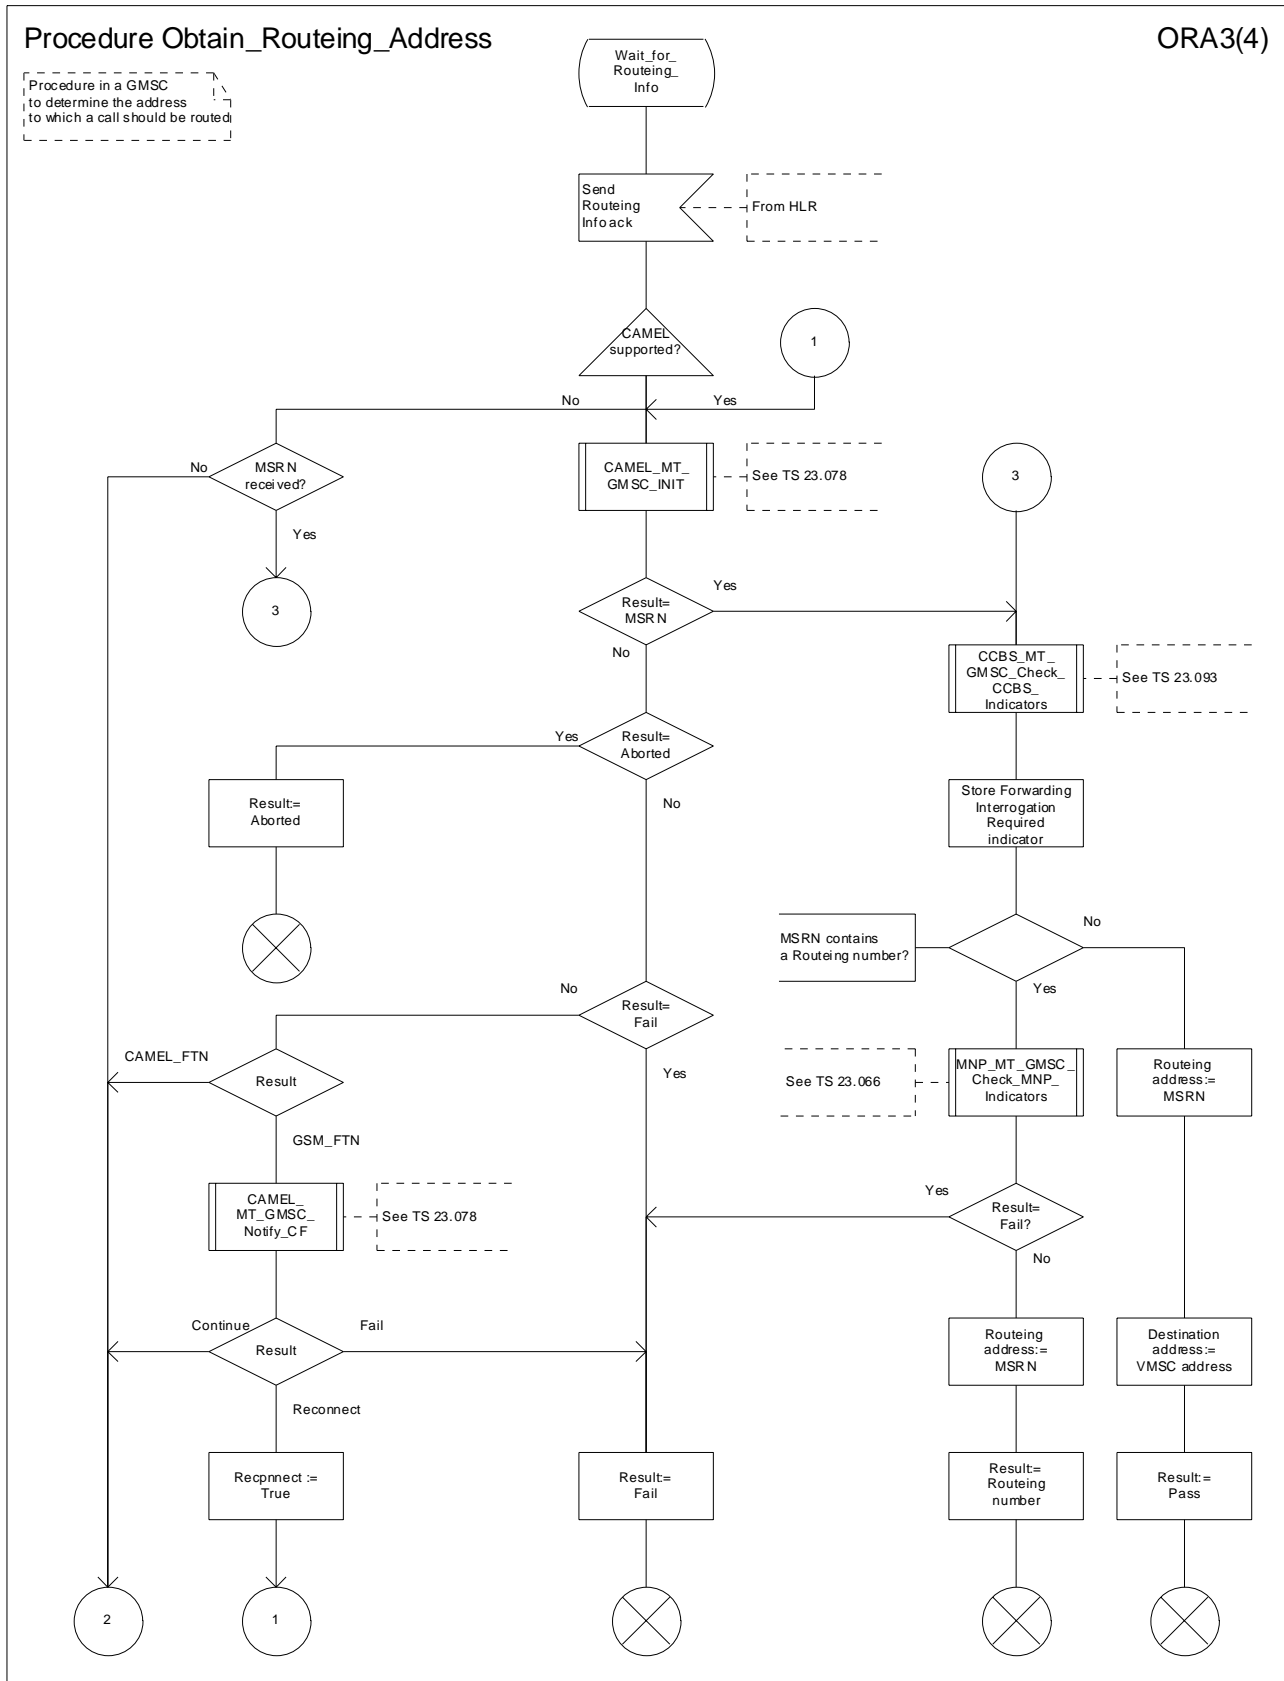 Procedure Obtain_Routeing_Address
ORA3(4)
Procedure in a GMSC
to determine the address
to which a call should be routed
Wait_for_
Routeing_
Info
Send
Routeing
Info ack
From HLR
CAMEL
supported?
1
No
Yes
No
MSRN
received?
Yes
3
CAMEL_MT_
GMSC_INIT
See TS 23.078
3
Result=
MSRN
Yes
No
CCBS_MT_
GMSC_Check_
CCBS_
Indicators
See TS 23.093
Yes
Result=
Aborted
No
Result:=
Aborted
Store Forwarding
Interrogation
Required
indicator
MSRN contains
a Routeing number?
No
Yes
No
Result=
Fail
Yes
CAMEL_FTN
Result
GSM_FTN
See TS 23.066
MNP_MT_GMSC_
Check_MNP_
Indicators
Routeing
address:=
MSRN
CAMEL_
MT_GMSC_
Notify_CF
See TS 23.078
Yes
Result=
Fail?
No
Continue
Result
Fail
Reconnect
Routeing
address:=
MSRN
Destination
address:=
VMSC address
Recpnnect :=
True
Result:=
Fail
Result:=
Routeing
number
Result:=
Pass
2
1